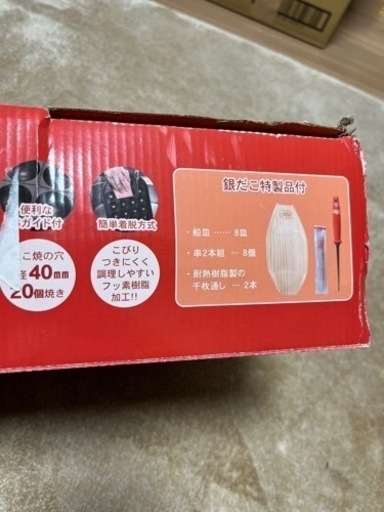 便利な
ガイド付
簡単着脱方式
こ焼の穴
径40mm
20個焼き
こびり
つきにくく
調理しやすい
フッ素樹脂
加工!!
銀だこ特製品付
・船皿 …… 8皿
・串2本組 … 8個
・耐熱樹脂製の
千枚通し … 2本